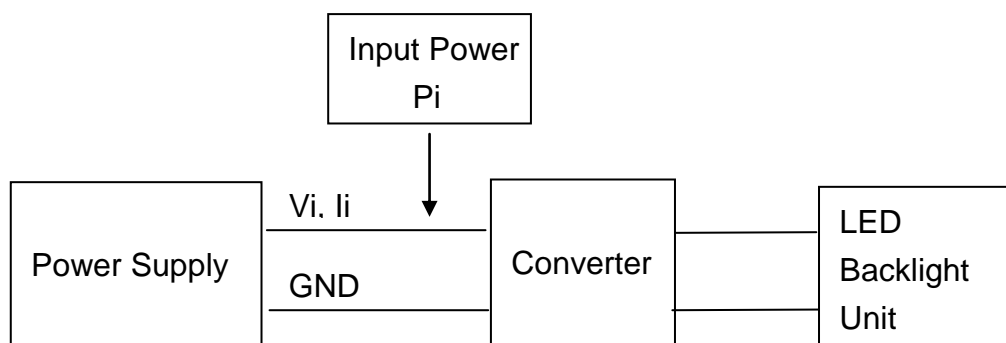 Input Power
Pi
Vi, Ii
Power Supply
GND
Converter
LED
Backlight
Unit